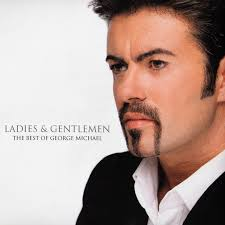 LADIES & GENTLEMEN
THE BEST OF GEORGE MICHAEL